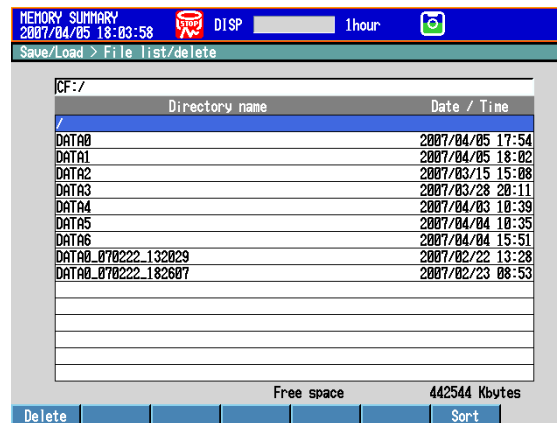 MEMORY SUMMARY
2007/04/05 18:03:58 STOP DISP 1hour
Save/Load > File list/delete
CF:/
Directory name Date / Time
/
DATA0 2007/04/05 17:54
DATA1 2007/04/05 18:02
DATA2 2007/03/15 15:08
DATA3 2007/03/28 20:11
DATA4 2007/04/03 10:39
DATA5 2007/04/04 10:35
DATA6 2007/04/04 15:51
DATA0_070222_132029 2007/02/22 13:28
DATA0_070222_182607 2007/02/23 08:53
Free space 442544 Kbytes
Delete Sort